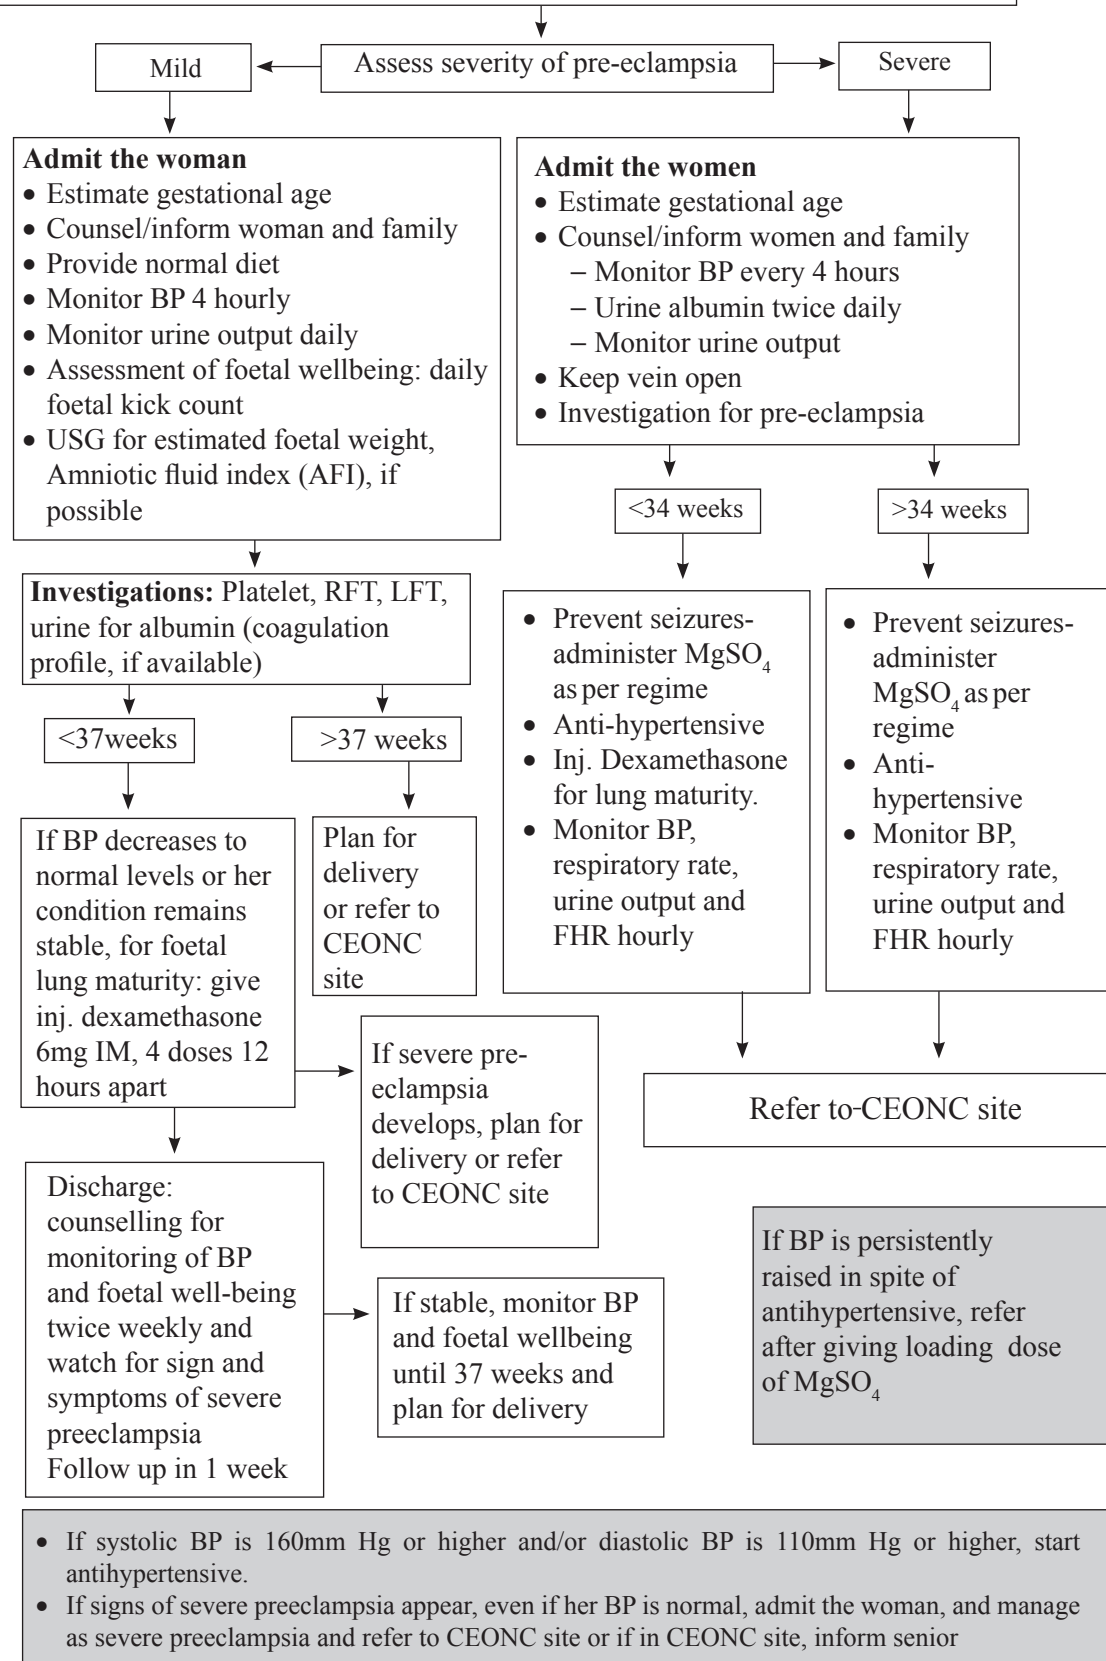 Assess severity of pre-eclampsia
Mild
Severe
Admit the woman
• Estimate gestational age
• Counsel/inform woman and family
• Provide normal diet
• Monitor BP 4 hourly
• Monitor urine output daily
• Assessment of foetal wellbeing: daily
foetal kick count
• USG for estimated foetal weight,
Amniotic fluid index (AFI), if
possible
Investigations: Platelet, RFT, LFT,
urine for albumin (coagulation
profile, if available)
<37weeks
>37 weeks
If BP decreases to
normal levels or her
condition remains
stable, for foetal
lung maturity: give
inj. dexamethasone
6mg IM, 4 doses 12
hours apart
Plan for
delivery
or refer to
CEONC
site
If severe pre-
eclampsia
develops, plan for
delivery or refer
to CEONC site
Discharge:
counselling for
monitoring of BP
and foetal well-being
twice weekly and
watch for sign and
symptoms of severe
preeclampsia
Follow up in 1 week
If stable, monitor BP
and foetal wellbeing
until 37 weeks and
plan for delivery
Admit the women
• Estimate gestational age
• Counsel/inform women and family
– Monitor BP every 4 hours
– Urine albumin twice daily
– Monitor urine output
• Keep vein open
• Investigation for pre-eclampsia
<34 weeks
>34 weeks
• Prevent seizures-
administer MgSO₄
as per regime
• Anti-hypertensive
• Inj. Dexamethasone
for lung maturity.
• Monitor BP,
respiratory rate,
urine output and
FHR hourly
• Prevent seizures-
administer
MgSO₄ as per
regime
• Anti-
hypertensive
• Monitor BP,
respiratory rate,
urine output and
FHR hourly
Refer to-CEONC site
If BP is persistently
raised in spite of
antihypertensive, refer
after giving loading dose
of MgSO₄
• If systolic BP is 160mm Hg or higher and/or diastolic BP is 110mm Hg or higher, start
antihypertensive.
• If signs of severe preeclampsia appear, even if her BP is normal, admit the woman, and manage
as severe preeclampsia and refer to CEONC site or if in CEONC site, inform senior